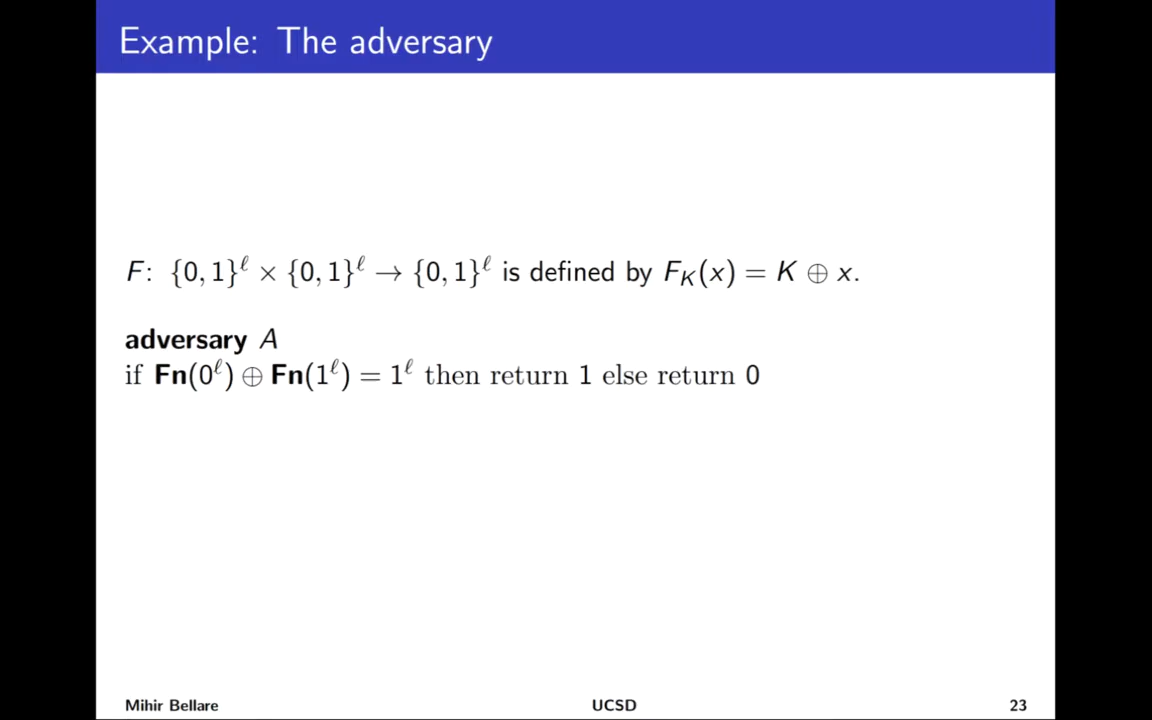 Example: The adversary
F: {0, 1}^ℓ × {0, 1}^ℓ → {0, 1}^ℓ is defined by F_K(x) = K ⊕ x.
adversary A
if Fn(0^ℓ) ⊕ Fn(1^ℓ) = 1^ℓ then return 1 else return 0
Mihir Bellare UCSD 23